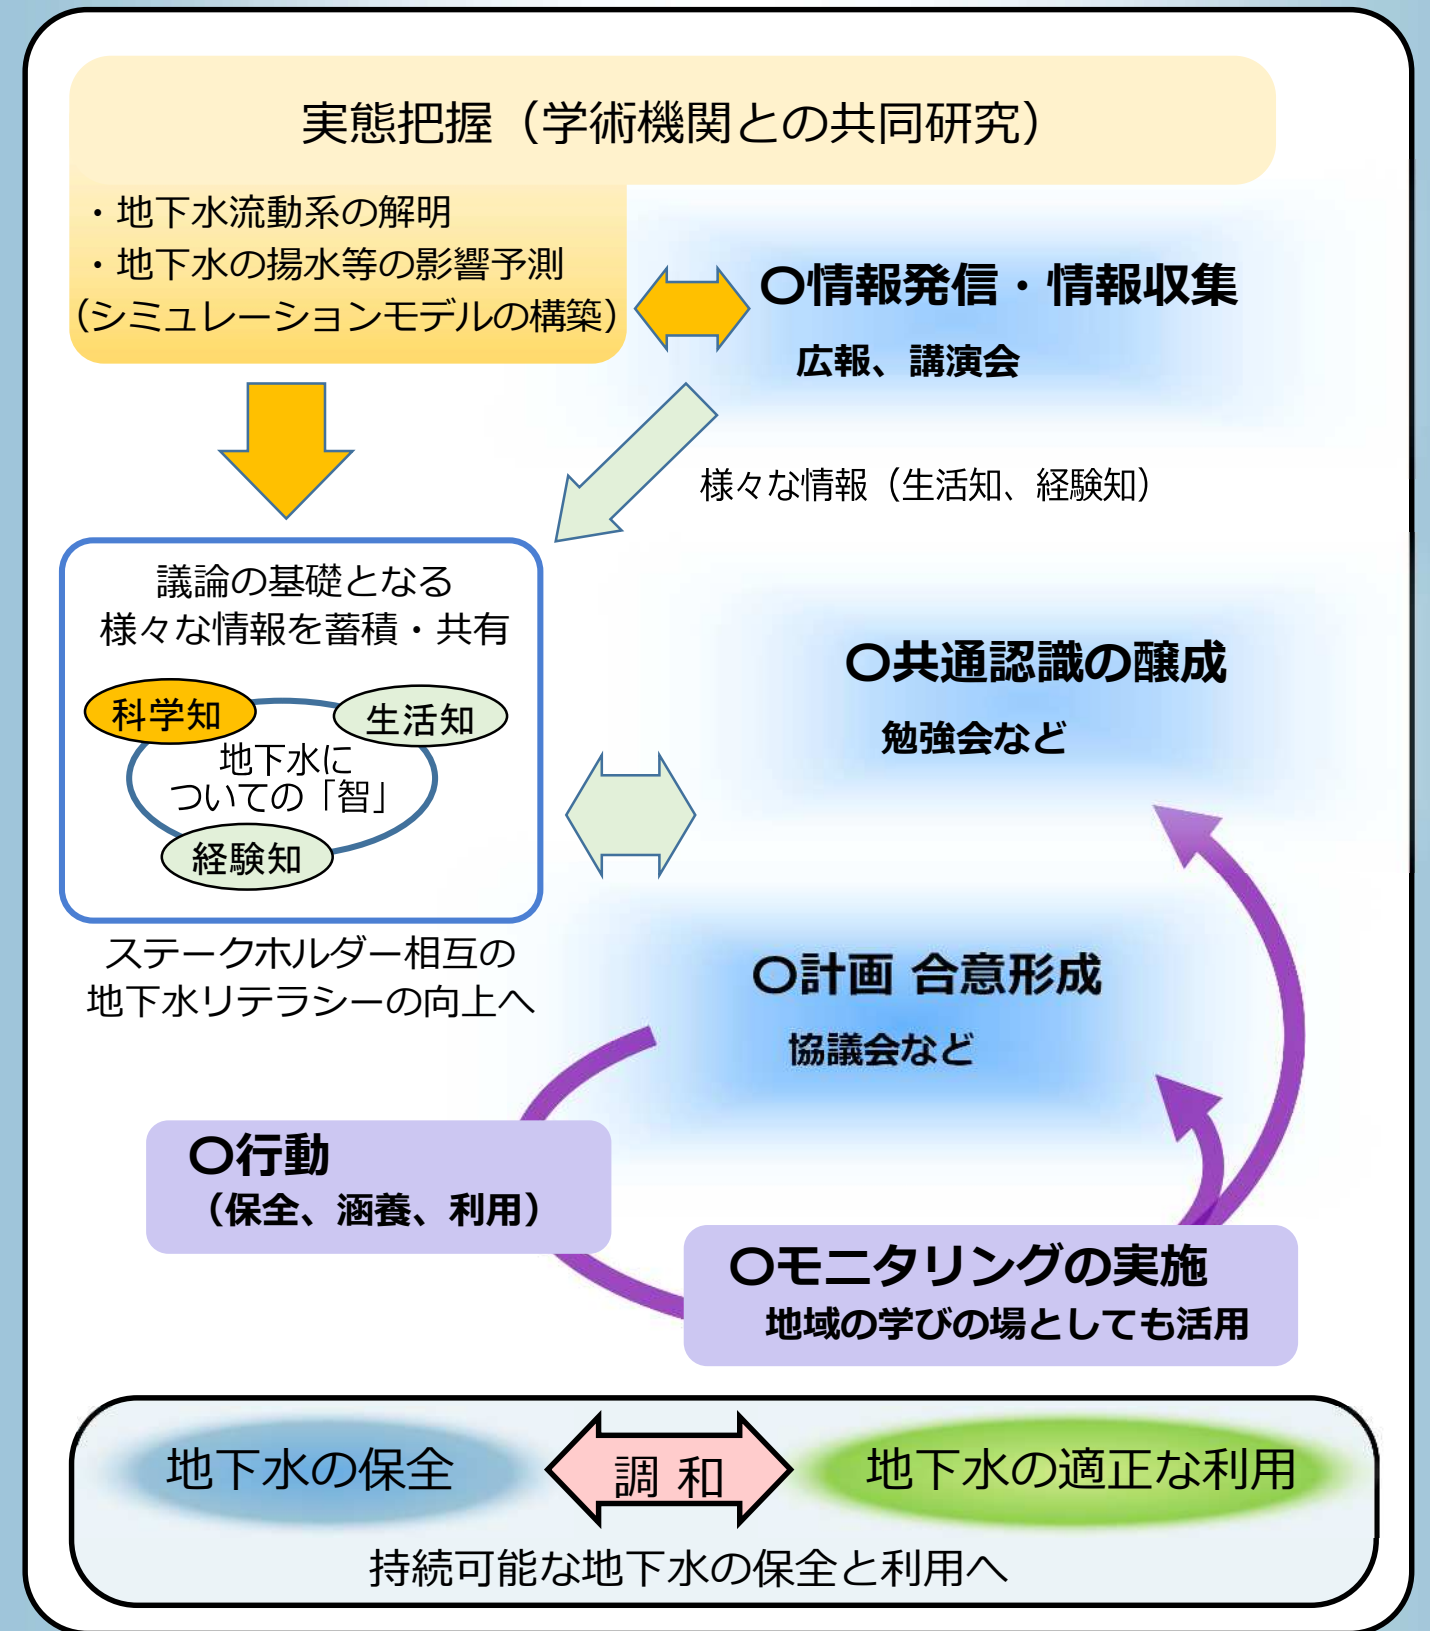 実態把握（学術機関との共同研究）
・地下水流動系の解明
・地下水の揚水等の影響予測
（シミュレーションモデルの構築）
〇情報発信・情報収集
広報、講演会
様々な情報（生活知、経験知）
議論の基礎となる
様々な情報を蓄積・共有
科学知
生活知
地下水に
ついての「智」
経験知
ステークホルダー相互の
地下水リテラシーの向上へ
〇共通認識の醸成
勉強会など
〇計画 合意形成
協議会など
〇行動
（保全、涵養、利用）
〇モニタリングの実施
地域の学びの場としても活用
地下水の保全
調 和
地下水の適正な利用
持続可能な地下水の保全と利用へ